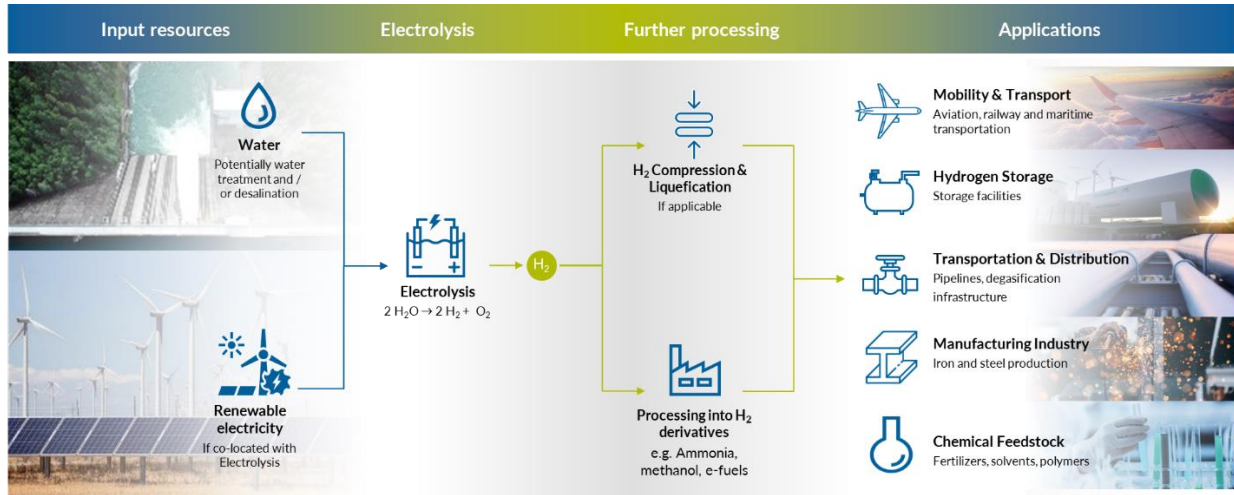 Input resources
Electrolysis
Further processing
Applications
Water
Potentially water
treatment and /
or desalination
Renewable
electricity
If co-located with
Electrolysis
− +
Electrolysis
2 H₂O → 2 H₂ + O₂
H₂
H₂ Compression &
Liquefication
If applicable
Processing into H₂
derivatives
e.g. Ammonia,
methanol, e-fuels
Mobility & Transport
Aviation, railway and maritime
transportation
Hydrogen Storage
Storage facilities
Transportation & Distribution
Pipelines, degasification
infrastructure
Manufacturing Industry
Iron and steel production
Chemical Feedstock
Fertilizers, solvents, polymers